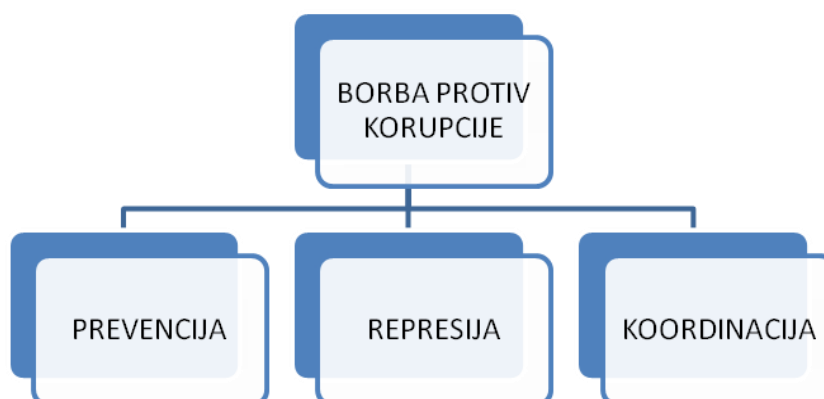 BORBA PROTIV
KORUPCIJE
PREVENCIJA
REPRESIJA
KOORDINACIJA